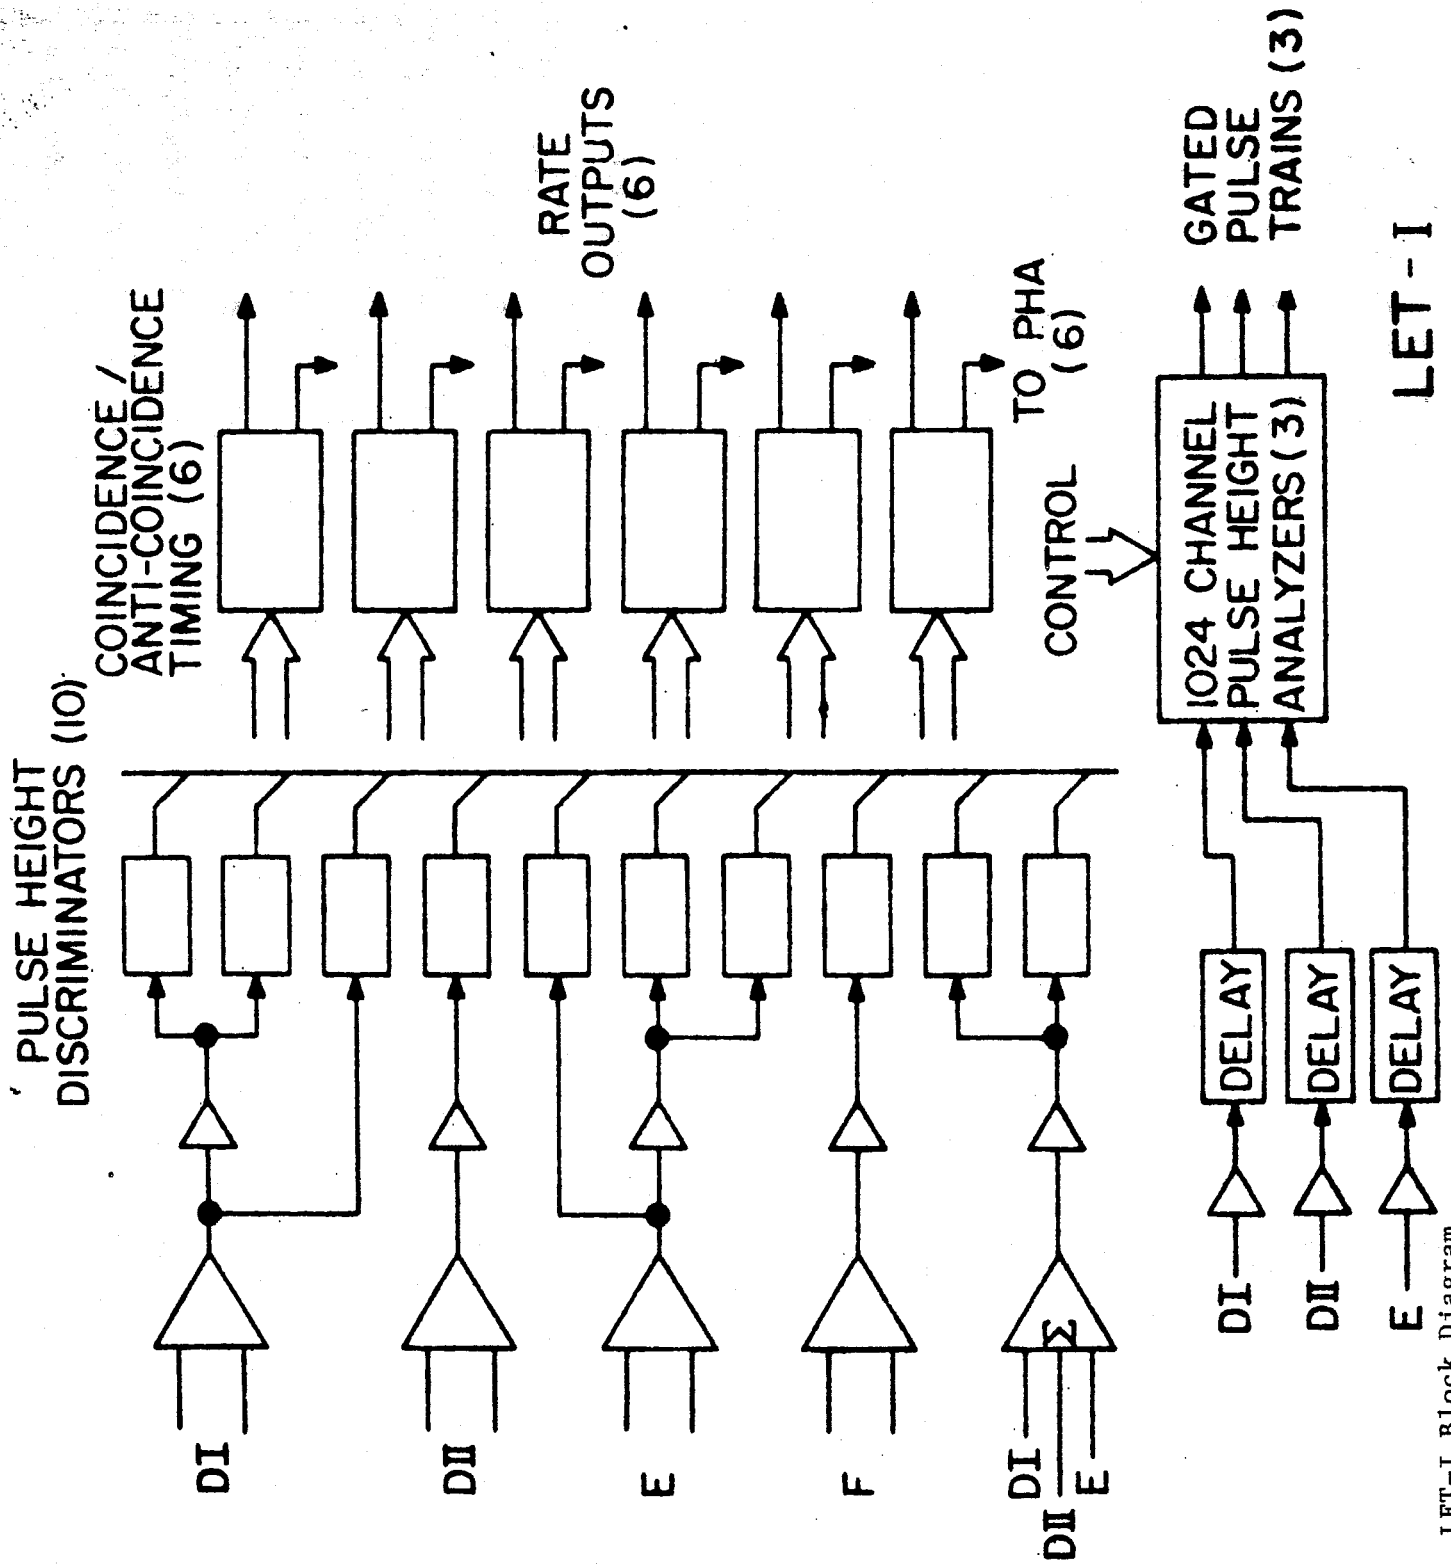 PULSE HEIGHT
DISCRIMINATORS (10)
COINCIDENCE /
ANTI-COINCIDENCE
TIMING (6)
RATE
OUTPUTS
(6)
TO PHA
(6)
CONTROL
DI
DII
E
F
DI
DII
E
Σ
DI
DII
E
DELAY
DELAY
DELAY
1024 CHANNEL
PULSE HEIGHT
ANALYZERS (3)
GATED
PULSE
TRAINS (3)
LET - I
LET-I Block Diagram